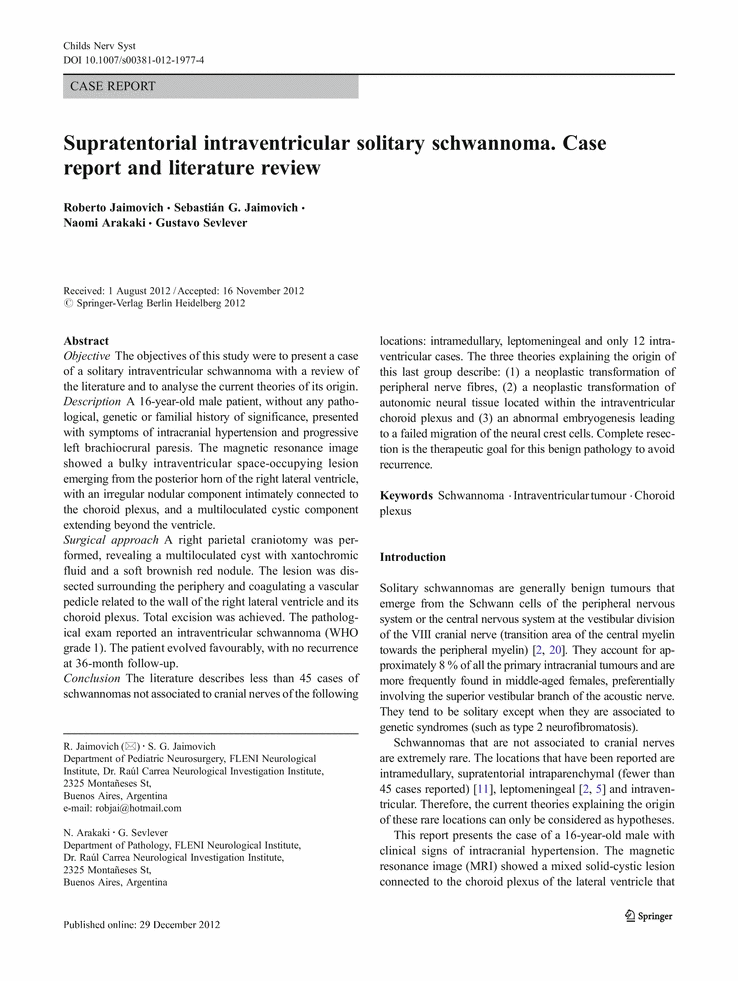 Childs Nerv Syst
DOI 10.1007/s00381-012-1977-4
CASE REPORT
Supratentorial intraventricular solitary schwannoma. Case
report and literature review
Roberto Jaimovich · Sebastián G. Jaimovich ·
Naomi Arakaki · Gustavo Sevlever
Received: 1 August 2012 / Accepted: 16 November 2012
© Springer-Verlag Berlin Heidelberg 2012
Abstract
Objective The objectives of this study were to present a case
of a solitary intraventricular schwannoma with a review of
the literature and to analyse the current theories of its origin.
Description A 16-year-old male patient, without any patho-
logical, genetic or familial history of significance, presented
with symptoms of intracranial hypertension and progressive
left brachiocrural paresis. The magnetic resonance image
showed a bulky intraventricular space-occupying lesion
emerging from the posterior horn of the right lateral ventricle,
with an irregular nodular component intimately connected to
the choroid plexus, and a multiloculated cystic component
extending beyond the ventricle.
Surgical approach A right parietal craniotomy was per-
formed, revealing a multiloculated cyst with xantochromic
fluid and a soft brownish red nodule. The lesion was dis-
sected surrounding the periphery and coagulating a vascular
pedicle related to the wall of the right lateral ventricle and its
choroid plexus. Total excision was achieved. The patholog-
ical exam reported an intraventricular schwannoma (WHO
grade 1). The patient evolved favourably, with no recurrence
at 36-month follow-up.
Conclusion The literature describes less than 45 cases of
schwannomas not associated to cranial nerves of the following
locations: intramedullary, leptomeningeal and only 12 intra-
ventricular cases. The three theories explaining the origin of
this last group describe: (1) a neoplastic transformation of
peripheral nerve fibres, (2) a neoplastic transformation of
autonomic neural tissue located within the intraventricular
choroid plexus and (3) an abnormal embryogenesis leading
to a failed migration of the neural crest cells. Complete resec-
tion is the therapeutic goal for this benign pathology to avoid
recurrence.
Keywords Schwannoma · Intraventricular tumour · Choroid
plexus
Introduction
Solitary schwannomas are generally benign tumours that
emerge from the Schwann cells of the peripheral nervous
system or the central nervous system at the vestibular division
of the VIII cranial nerve (transition area of the central myelin
towards the peripheral myelin) [2, 20]. They account for ap-
proximately 8 % of all the primary intracranial tumours and are
more frequently found in middle-aged females, preferentially
involving the superior vestibular branch of the acoustic nerve.
They tend to be solitary except when they are associated to
genetic syndromes (such as type 2 neurofibromatosis).
Schwannomas that are not associated to cranial nerves
are extremely rare. The locations that have been reported are
intramedullary, supratentorial intraparenchymal (fewer than
45 cases reported) [11], leptomeningeal [2, 5] and intraven-
tricular. Therefore, the current theories explaining the origin
of these rare locations can only be considered as hypotheses.
This report presents the case of a 16-year-old male with
clinical signs of intracranial hypertension. The magnetic
resonance image (MRI) showed a mixed solid-cystic lesion
connected to the choroid plexus of the lateral ventricle that
R. Jaimovich (✉) · S. G. Jaimovich
Department of Pediatric Neurosurgery, FLENI Neurological
Institute, Dr. Raúl Carrea Neurological Investigation Institute,
2325 Montañeses St,
Buenos Aires, Argentina
e-mail: robjai@hotmail.com
N. Arakaki · G. Sevlever
Department of Pathology, FLENI Neurological Institute,
Dr. Raúl Carrea Neurological Investigation Institute,
2325 Montañeses St,
Buenos Aires, Argentina
Published online: 29 December 2012
Springer